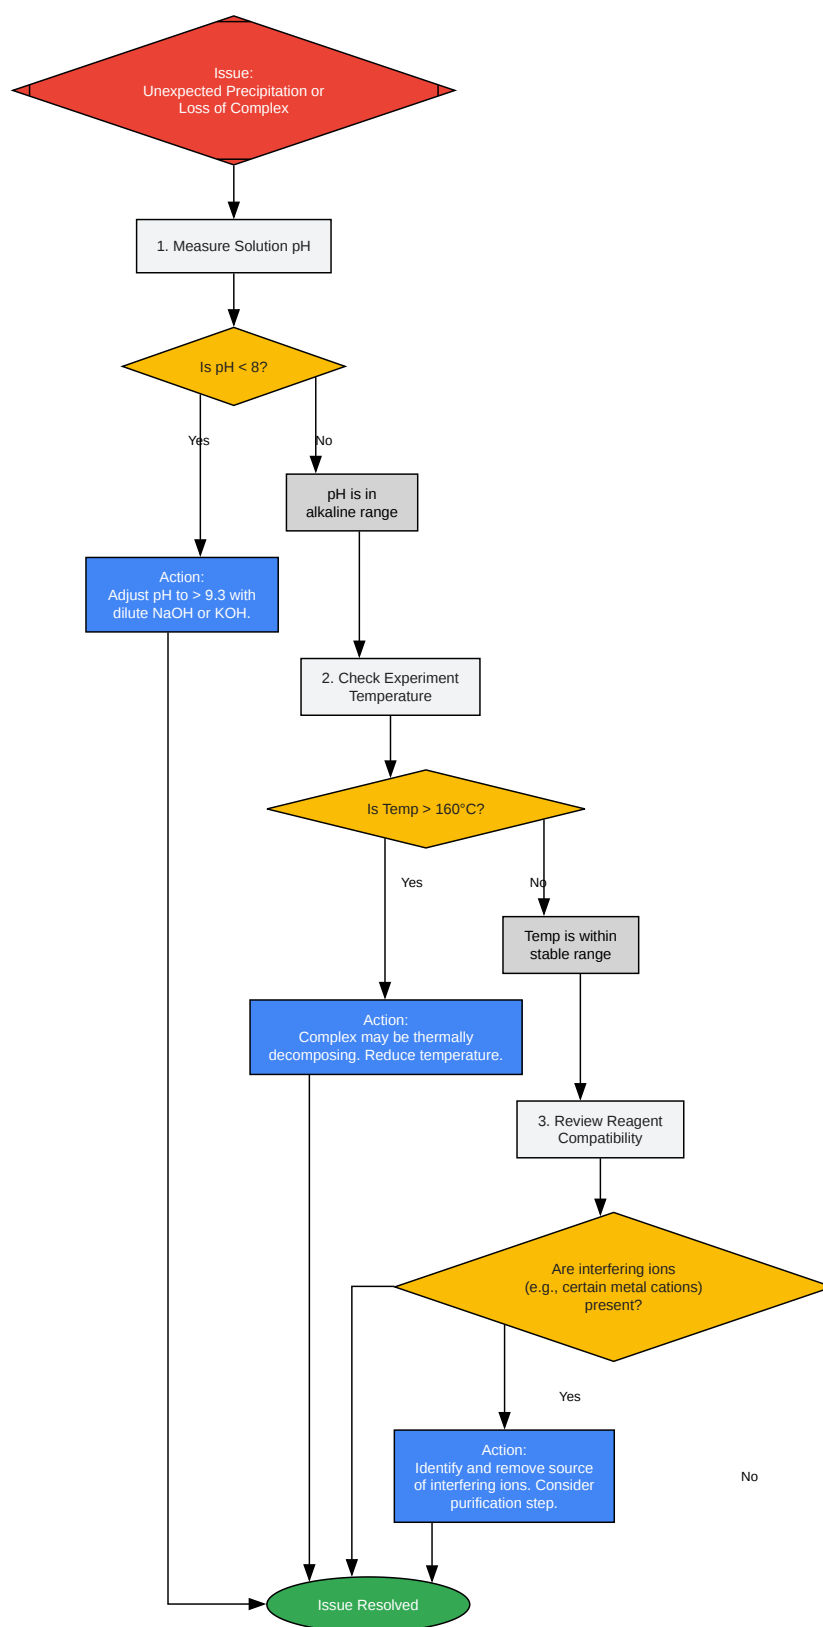 Issue:
Unexpected Precipitation or
Loss of Complex
1. Measure Solution pH
Is pH < 8?
Yes
No
pH is in
alkaline range
Action:
Adjust pH to > 9.3 with
dilute NaOH or KOH.
2. Check Experiment
Temperature
Is Temp > 160°C?
Yes
No
Temp is within
stable range
Action:
Complex may be thermally
decomposing. Reduce temperature.
3. Review Reagent
Compatibility
Are interfering ions
(e.g., certain metal cations)
present?
Yes
Action:
Identify and remove source
of interfering ions. Consider
purification step.
No
Issue Resolved